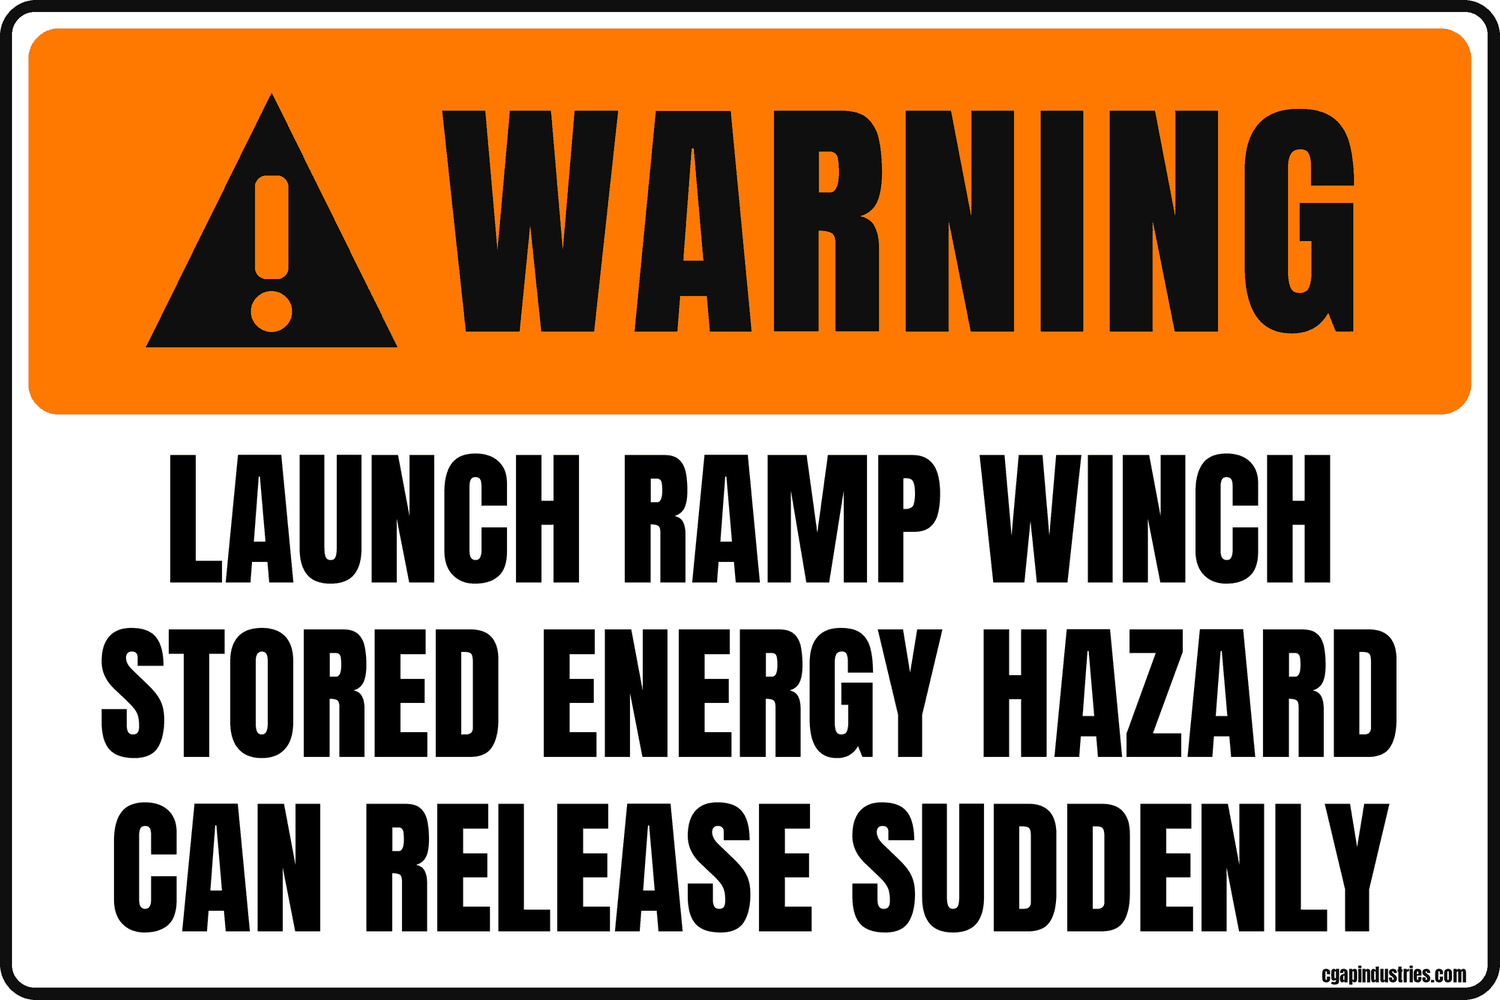 WARNING
LAUNCH RAMP WINCH
STORED ENERGY HAZARD
CAN RELEASE SUDDENLY
cgapindustries.com